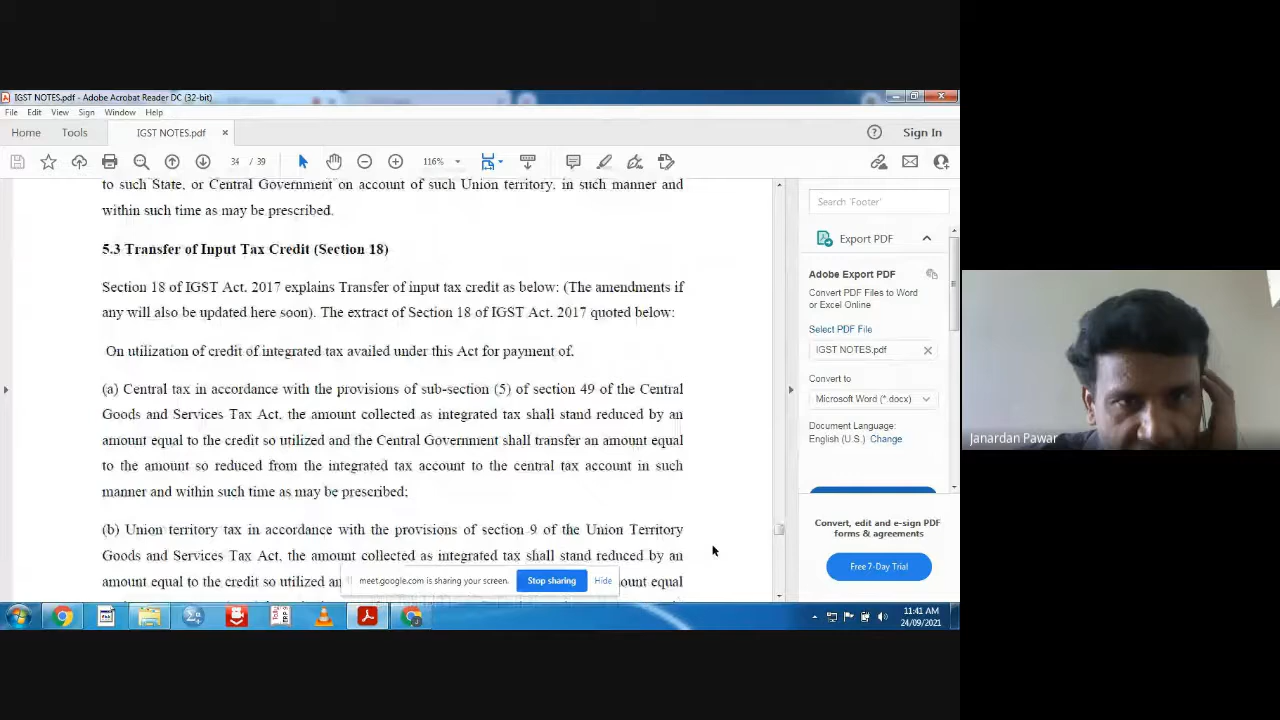 IGST NOTES.pdf - Adobe Acrobat Reader DC (32-bit)
File Edit View Sign Window Help
Home Tools IGST NOTES.pdf × Sign In
34 / 39 116%
to such State, or Central Government on account of such Union territory, in such manner and
within such time as may be prescribed.
5.3 Transfer of Input Tax Credit (Section 18)
Section 18 of IGST Act. 2017 explains Transfer of input tax credit as below: (The amendments if
any will also be updated here soon). The extract of Section 18 of IGST Act. 2017 quoted below:
On utilization of credit of integrated tax availed under this Act for payment of.
(a) Central tax in accordance with the provisions of sub-section (5) of section 49 of the Central
Goods and Services Tax Act, the amount collected as integrated tax shall stand reduced by an
amount equal to the credit so utilized and the Central Government shall transfer an amount equal
to the amount so reduced from the integrated tax account to the central tax account in such
manner and within such time as may be prescribed;
(b) Union territory tax in accordance with the provisions of section 9 of the Union Territory
Goods and Services Tax Act, the amount collected as integrated tax shall stand reduced by an
amount equal to the credit so utilized an
ount equal
meet.google.com is sharing your screen. Stop sharing Hide
Search 'Footer'
Export PDF
Adobe Export PDF
Convert PDF Files to Word
or Excel Online
Select PDF File
IGST NOTES.pdf
Convert to
Microsoft Word (*.docx)
Document Language:
English (U.S.) Change
Convert, edit and e-sign PDF
forms & agreements
Free 7-Day Trial
11:41 AM
24/09/2021
Janardan Pawar